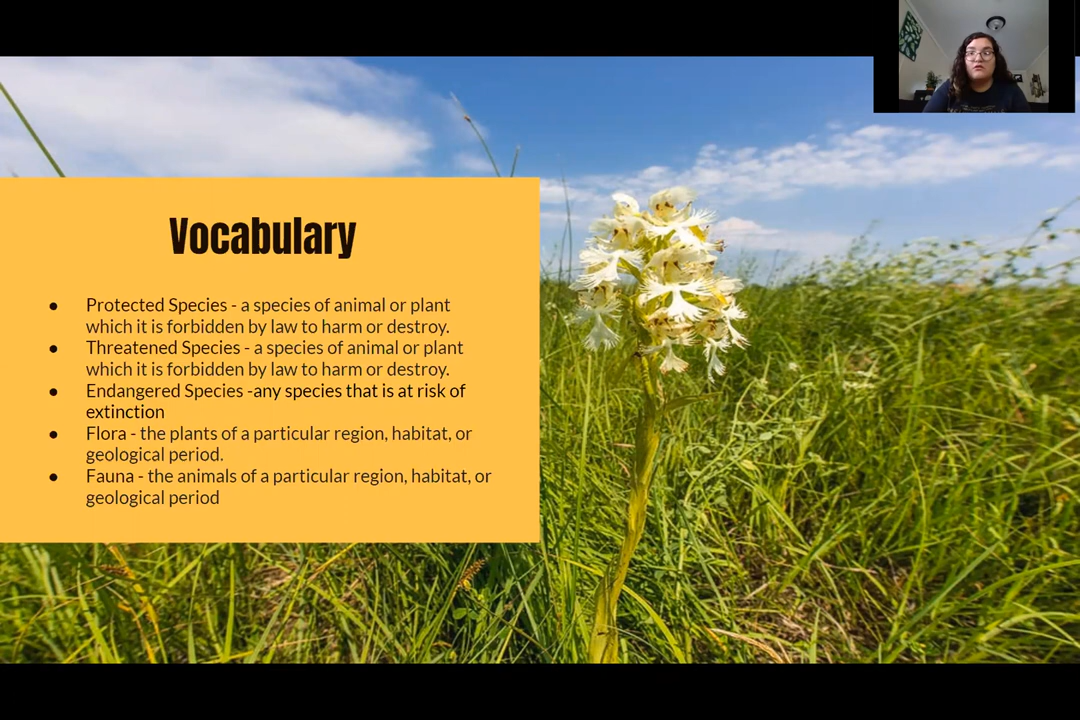 Vocabulary
● Protected Species - a species of animal or plant
which it is forbidden by law to harm or destroy.
● Threatened Species - a species of animal or plant
which it is forbidden by law to harm or destroy.
● Endangered Species -any species that is at risk of
extinction
● Flora - the plants of a particular region, habitat, or
geological period.
● Fauna - the animals of a particular region, habitat, or
geological period